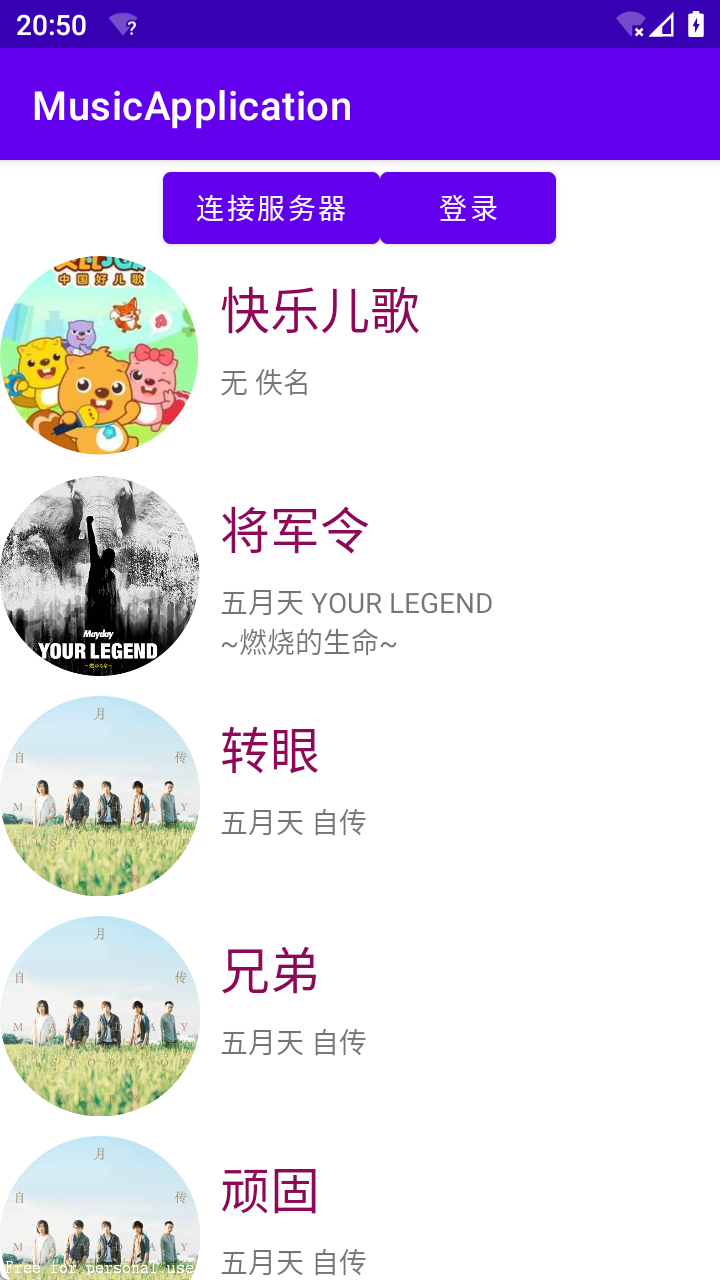 20:50
MusicApplication
连接服务器 登录
中国好儿歌
快乐儿歌
无 佚名
Mayday
YOUR LEGEND
将军令
五月天 YOUR LEGEND
~燃烧的生命~
月
自 传
M D A Y
H I S T O R Y O F
转眼
五月天 自传
月
自 传
M D A Y
H I S T O R Y O F
兄弟
五月天 自传
月
自 传
M D A Y
顽固
五月天 自传
Free for personal use